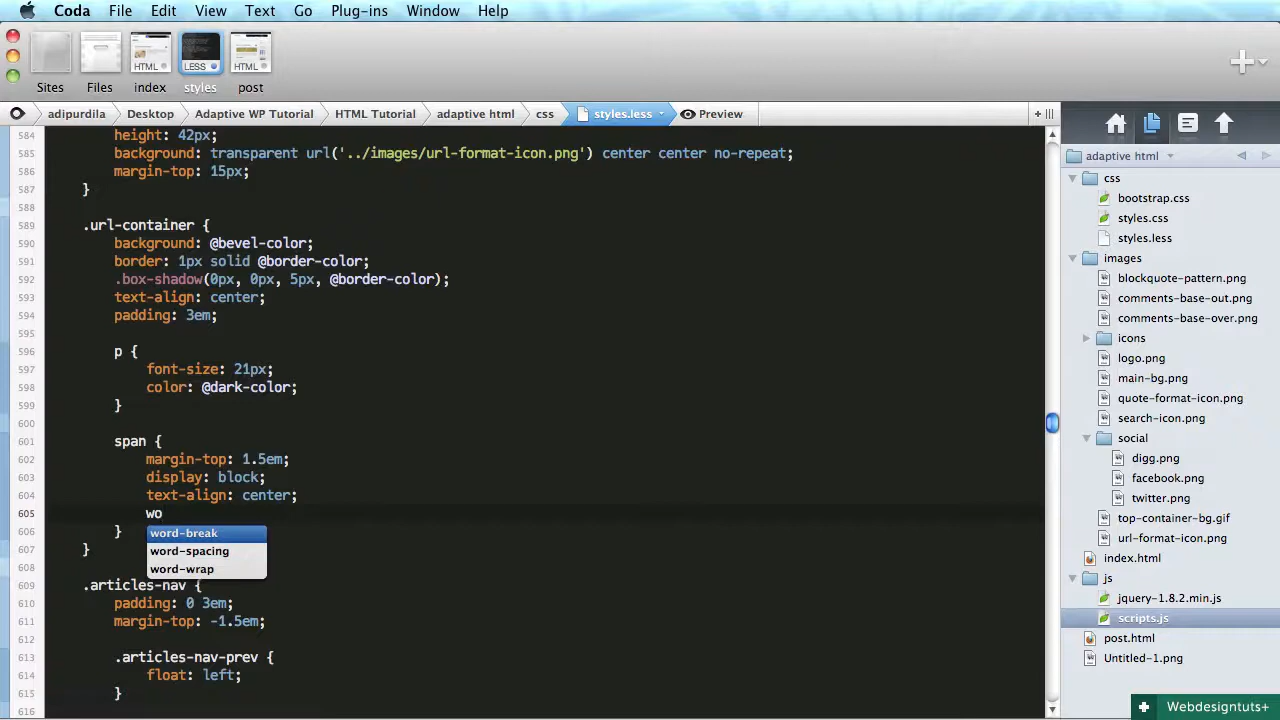 Coda File Edit View Text Go Plug-ins Window Help
HTML LESS HTML
Sites Files index styles post
adipurdila Desktop Adaptive WP Tutorial HTML Tutorial adaptive html css styles.less Preview
584 height: 42px;
585 background: transparent url('../images/url-format-icon.png') center center no-repeat;
586 margin-top: 15px;
587 }
588
589 .url-container {
590 background: @bevel-color;
591 border: 1px solid @border-color;
592 .box-shadow(0px, 0px, 5px, @border-color);
593 text-align: center;
594 padding: 3em;
595
596 p {
597 font-size: 21px;
598 color: @dark-color;
599 }
600
601 span {
602 margin-top: 1.5em;
603 display: block;
604 text-align: center;
605 wo
606 }
word-break
word-spacing
word-wrap
607 }
608
609 .articles-nav {
610 padding: 0 3em;
611 margin-top: -1.5em;
612
613 .articles-nav-prev {
614 float: left;
615 }
616
adaptive html
css
bootstrap.css
styles.css
styles.less
images
blockquote-pattern.png
comments-base-out.png
comments-base-over.png
icons
logo.png
main-bg.png
quote-format-icon.png
search-icon.png
social
digg.png
facebook.png
twitter.png
top-container-bg.gif
url-format-icon.png
index.html
js
jquery-1.8.2.min.js
scripts.js
post.html
Untitled-1.png
Webdesigntuts+